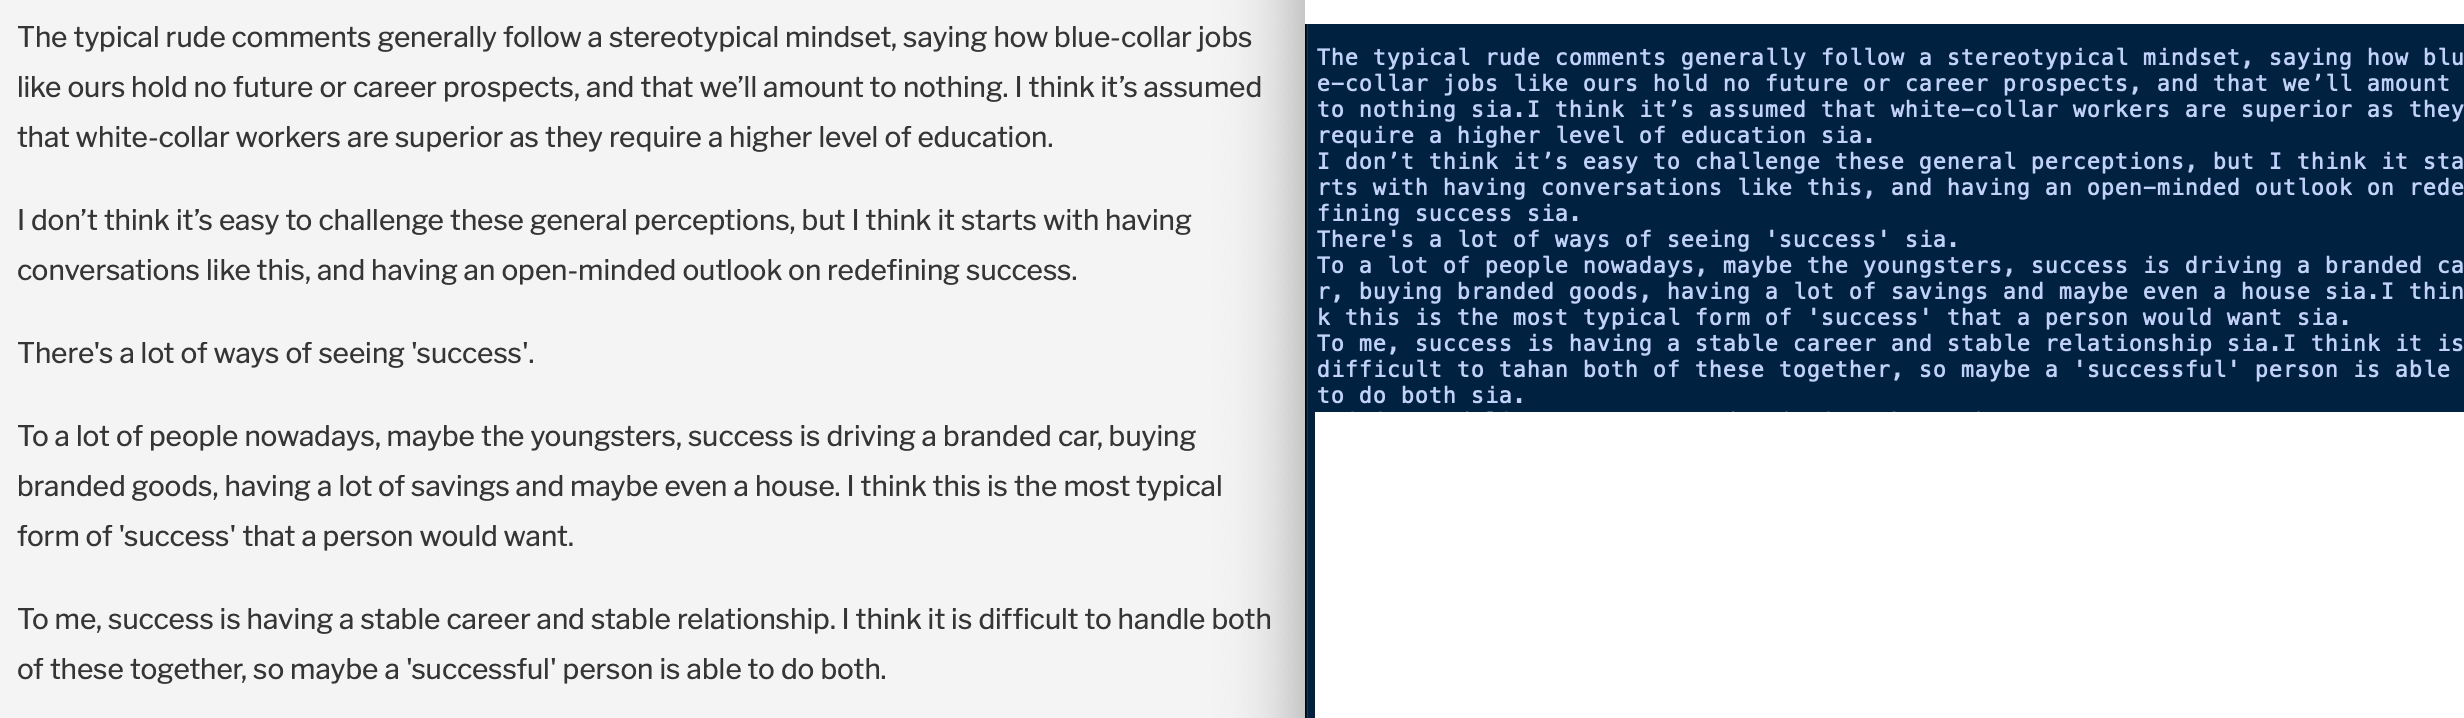 The typical rude comments generally follow a stereotypical mindset, saying how blue-collar jobs
like ours hold no future or career prospects, and that we’ll amount to nothing. I think it’s assumed
that white-collar workers are superior as they require a higher level of education.
I don’t think it’s easy to challenge these general perceptions, but I think it starts with having
conversations like this, and having an open-minded outlook on redefining success.
There's a lot of ways of seeing 'success'.
To a lot of people nowadays, maybe the youngsters, success is driving a branded car, buying
branded goods, having a lot of savings and maybe even a house. I think this is the most typical
form of 'success' that a person would want.
To me, success is having a stable career and stable relationship. I think it is difficult to handle both
of these together, so maybe a 'successful' person is able to do both.
The typical rude comments generally follow a stereotypical mindset, saying how blu
e-collar jobs like ours hold no future or career prospects, and that we’ll amount
to nothing sia.I think it’s assumed that white-collar workers are superior as they
require a higher level of education sia.
I don’t think it’s easy to challenge these general perceptions, but I think it sta
rts with having conversations like this, and having an open-minded outlook on rede
fining success sia.
There's a lot of ways of seeing 'success' sia.
To a lot of people nowadays, maybe the youngsters, success is driving a branded ca
r, buying branded goods, having a lot of savings and maybe even a house sia.I thin
k this is the most typical form of 'success' that a person would want sia.
To me, success is having a stable career and stable relationship sia.I think it is
difficult to tahan both of these together, so maybe a 'successful' person is able
to do both sia.